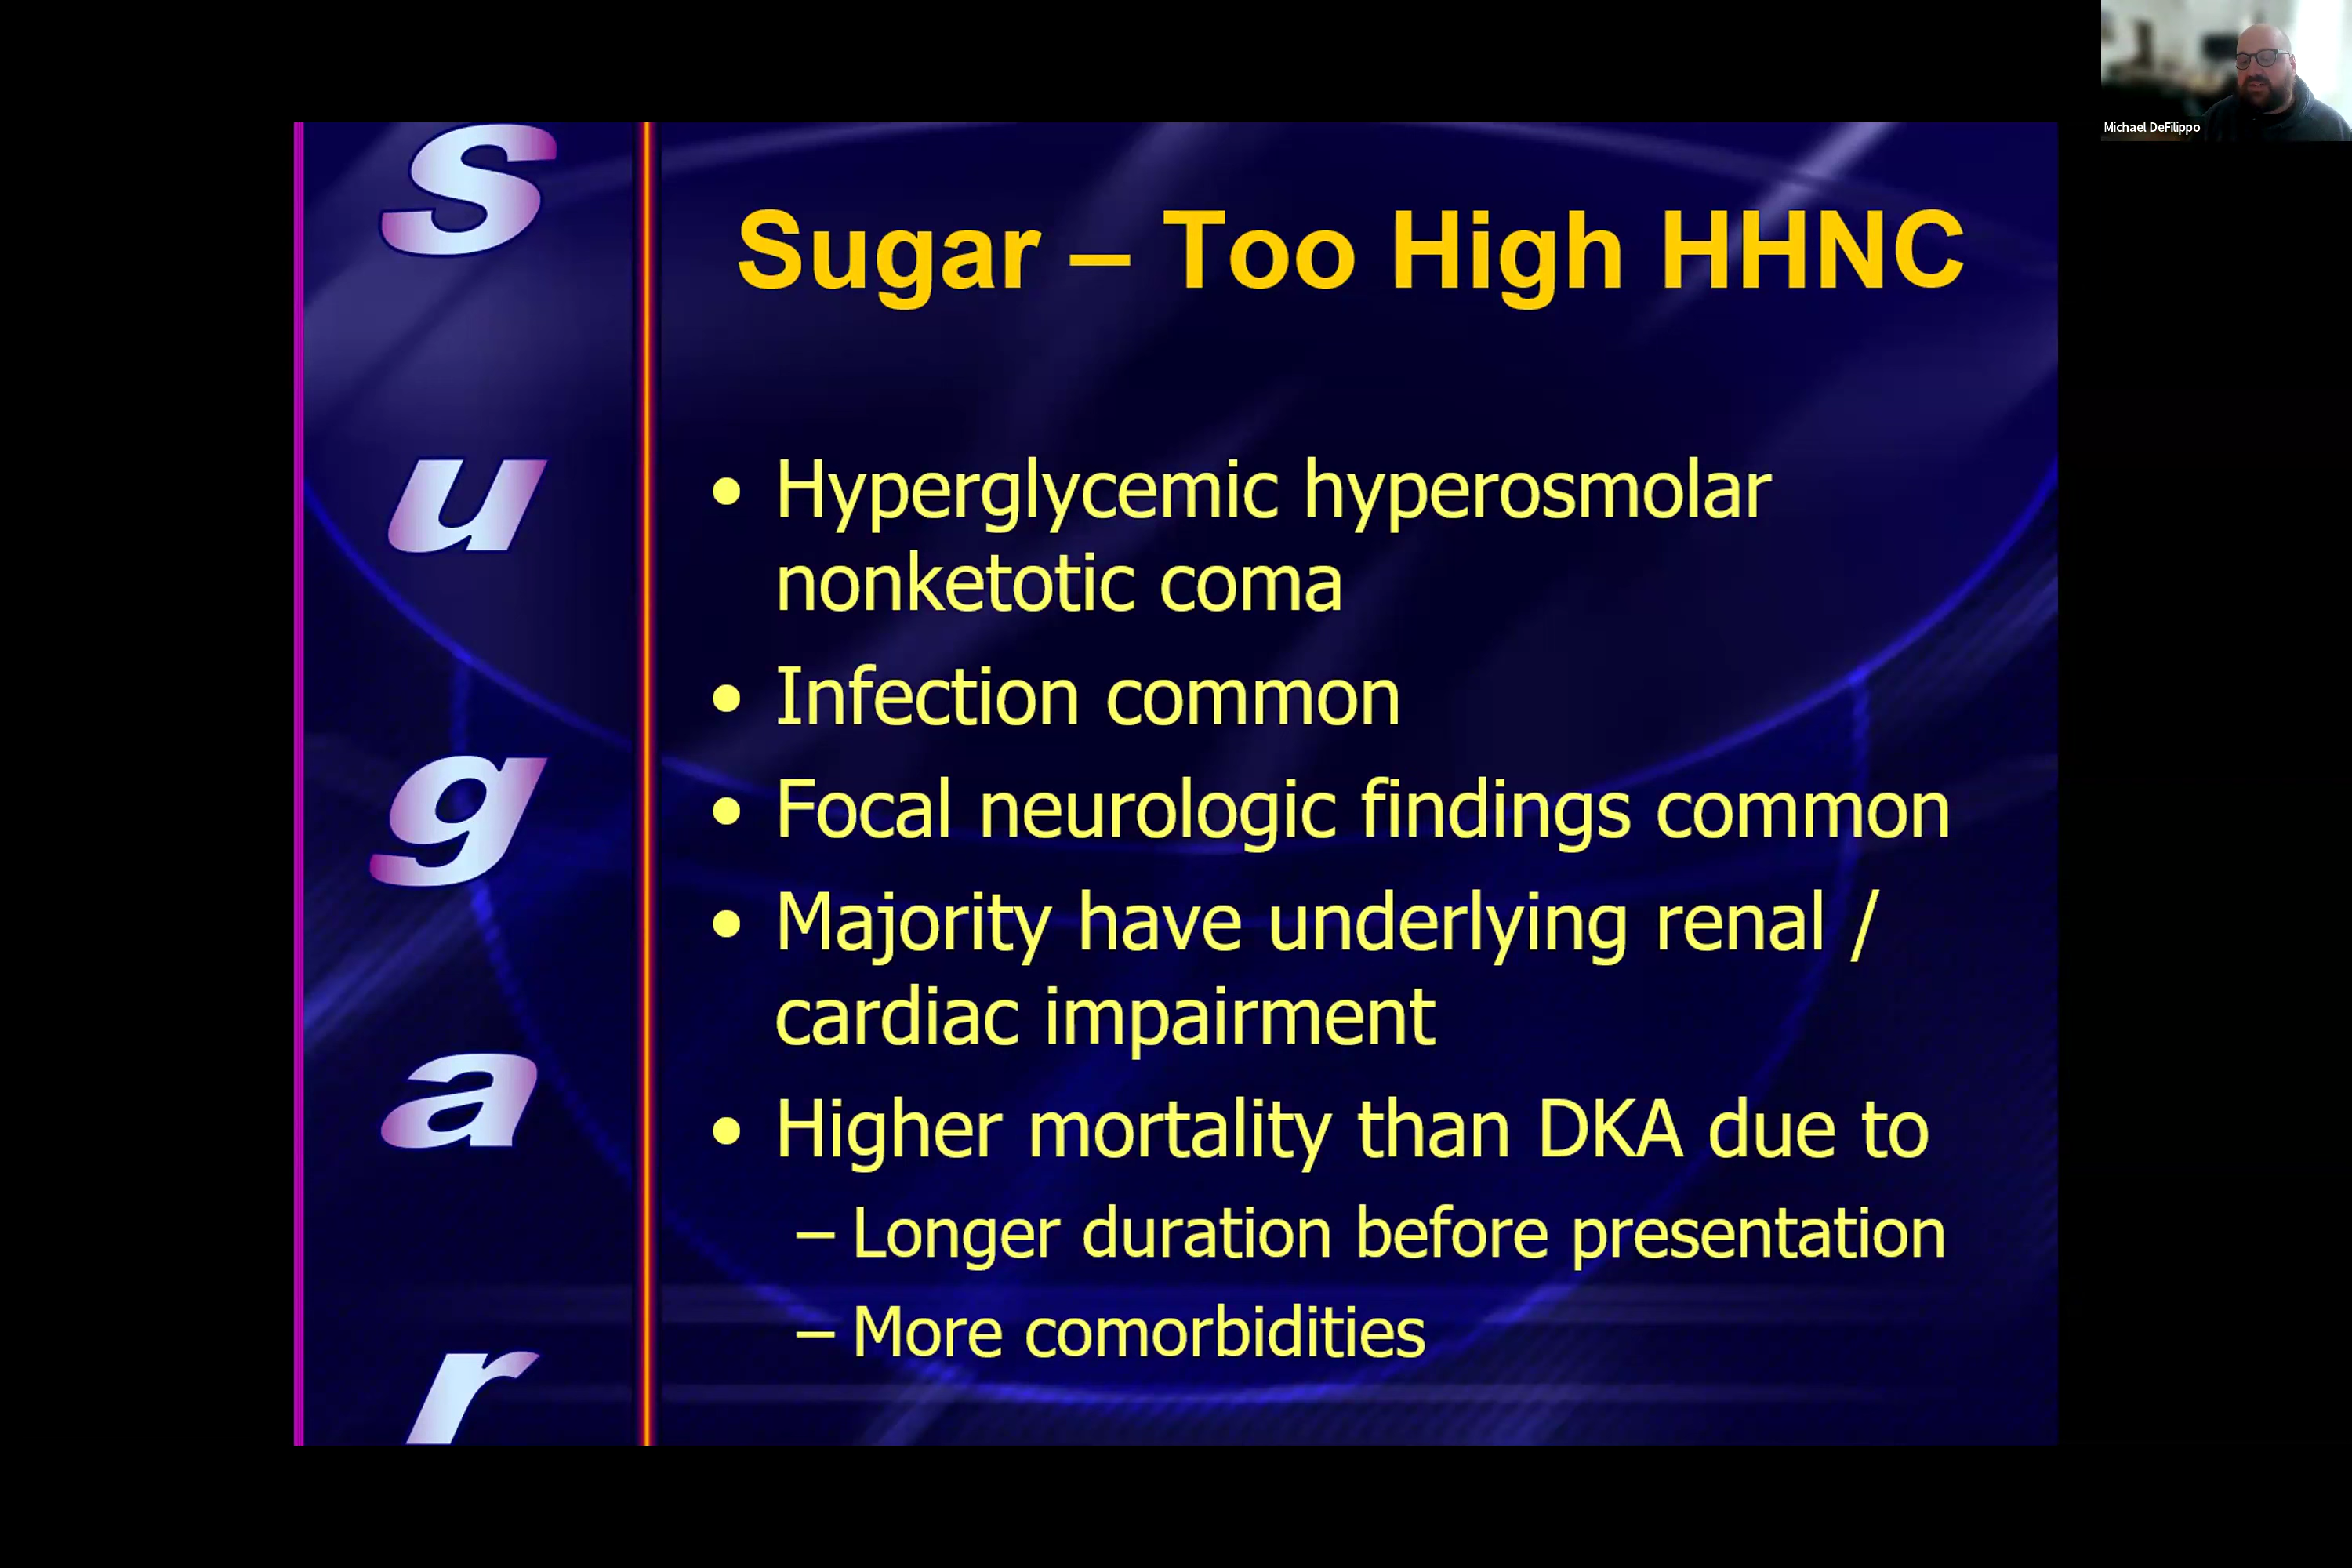 Michael DeFilippo
S
u
g
a
r
Sugar – Too High HHNC
• Hyperglycemic hyperosmolar
nonketotic coma
• Infection common
• Focal neurologic findings common
• Majority have underlying renal /
cardiac impairment
• Higher mortality than DKA due to
– Longer duration before presentation
– More comorbidities